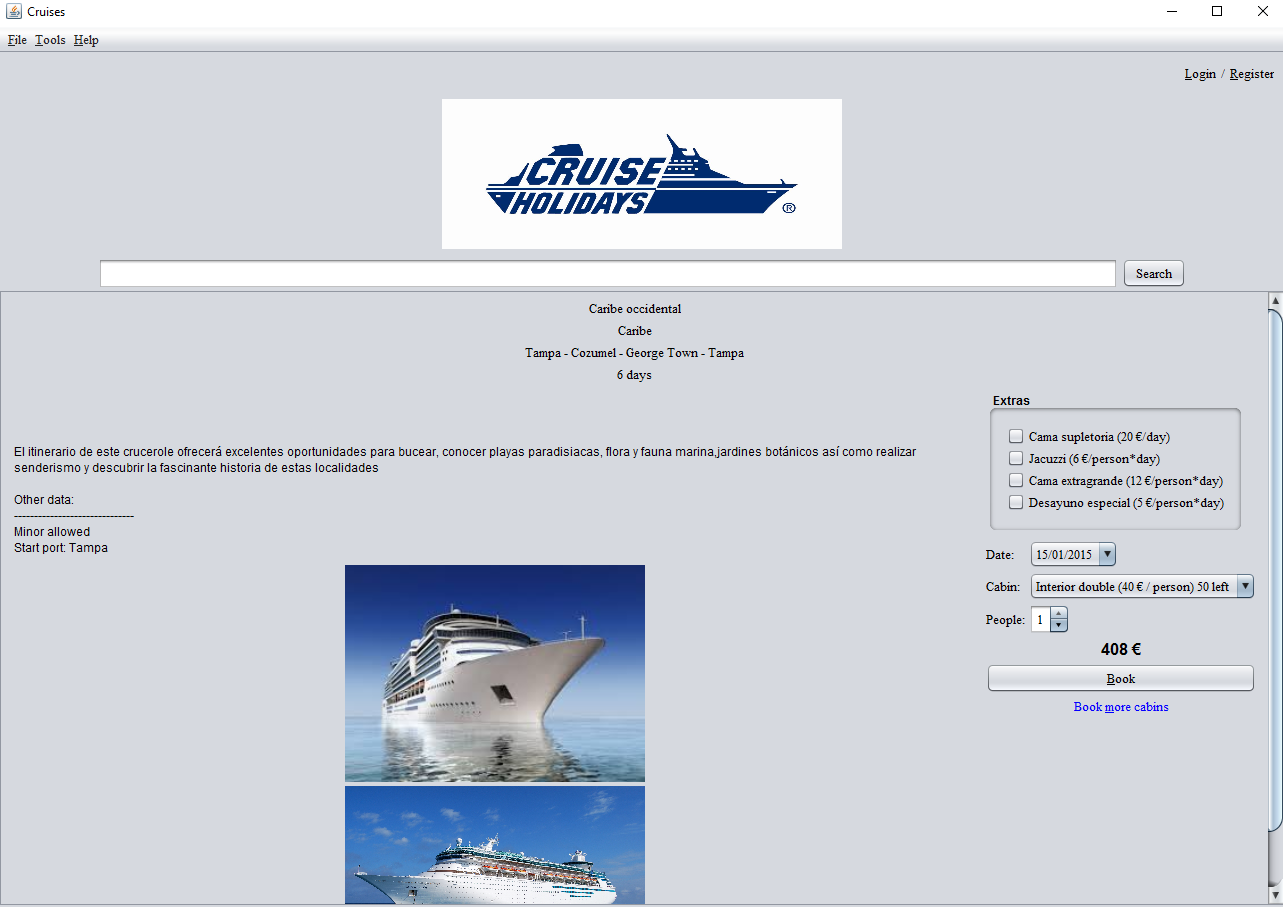 Cruises
File Tools Help
Login / Register
CRUISE
HOLIDAYS ®
Search
Caribe occidental
Caribe
Tampa - Cozumel - George Town - Tampa
6 days
El itinerario de este crucerole ofrecerá excelentes oportunidades para bucear, conocer playas paradisiacas, flora y fauna marina,jardines botánicos así como realizar
senderismo y descubrir la fascinante historia de estas localidades
Other data:
------------------------------
Minor allowed
Start port: Tampa
Extras
Cama supletoria (20 €/day)
Jacuzzi (6 €/person*day)
Cama extragrande (12 €/person*day)
Desayuno especial (5 €/person*day)
Date: 15/01/2015
Cabin: Interior double (40 € / person) 50 left
People: 1
408 €
Book
Book more cabins